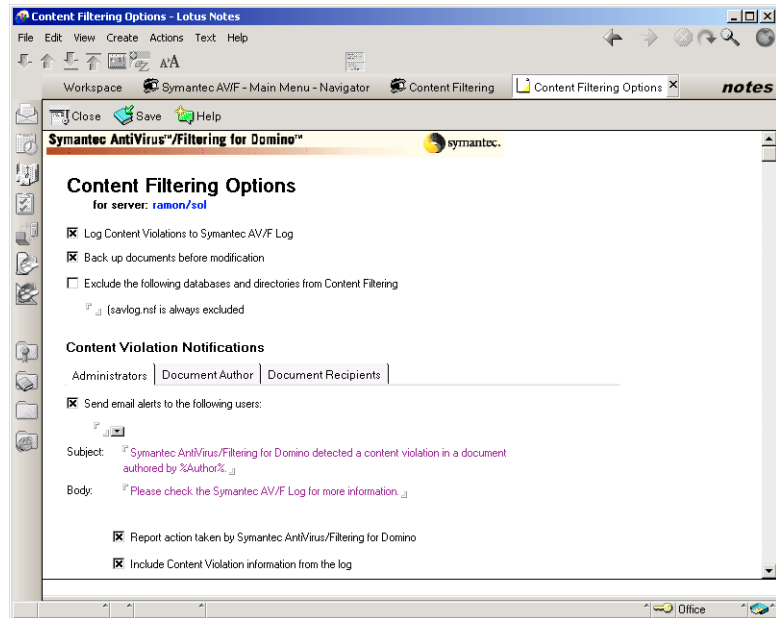 Content Filtering Options - Lotus Notes
File Edit View Create Actions Text Help
Workspace Symantec AV/F - Main Menu - Navigator Content Filtering Content Filtering Options notes
Close Save Help
Symantec AntiVirus™/Filtering for Domino™ symantec.
Content Filtering Options
for server: ramon/sol
Log Content Violations to Symantec AV/F Log
Back up documents before modification
Exclude the following databases and directories from Content Filtering
(savlog.nsf is always excluded
Content Violation Notifications
Administrators Document Author Document Recipients
Send email alerts to the following users:
Subject: Symantec AntiVirus/Filtering for Domino detected a content violation in a document
authored by %Author%.
Body: Please check the Symantec AV/F Log for more information.
Report action taken by Symantec AntiVirus/Filtering for Domino
Include Content Violation information from the log
Office